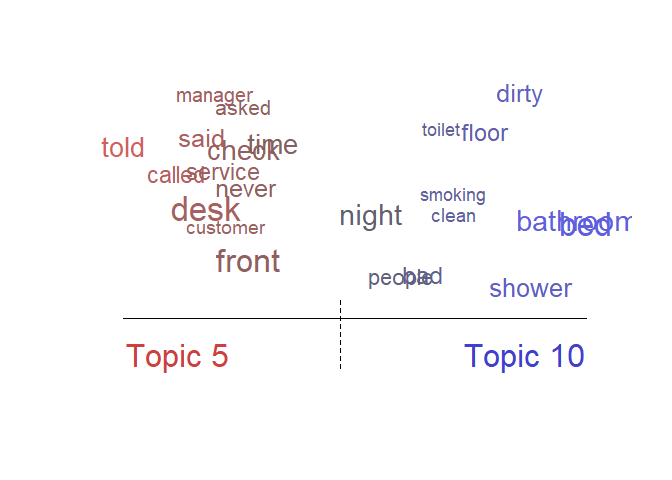 dirty
manager
asked
toilet floor
said
told
check
time
called
service
never
smoking
desk
night
clean
bathroom
bed
customer
front
people
bad
shower
Topic 5
Topic 10